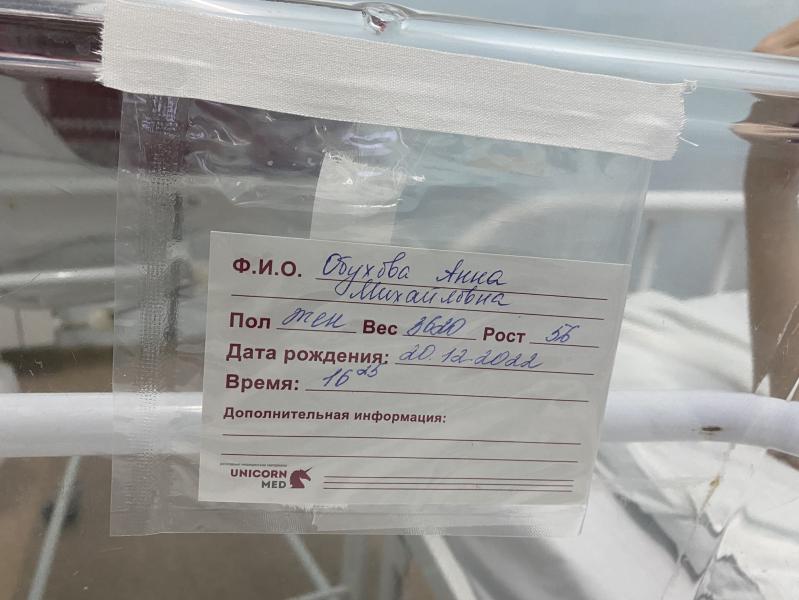 Ф.И.О. Обухова Анна
Михайловна
Пол жен Вес 3620 Рост 56
Дата рождения: 20.12.2022
Время: 16 25
Дополнительная информация:
UNICORN
MED